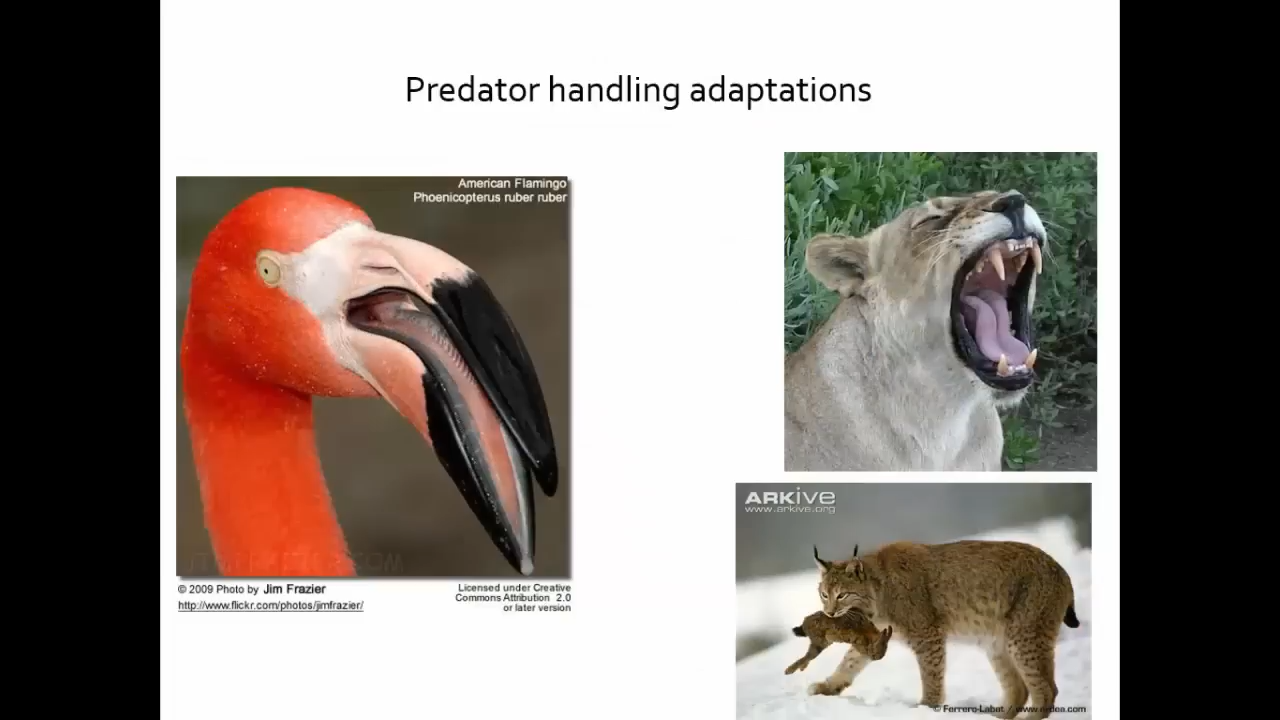 Predator handling adaptations
American Flamingo
Phoenicopterus ruber ruber
© 2009 Photo by Jim Frazier
http://www.flickr.com/photos/jimfrazier/
Licensed under Creative
Commons Attribution 2.0
or later version
ARKive
www.arkive.org
© Ferrero-Labat / www.ardea.com